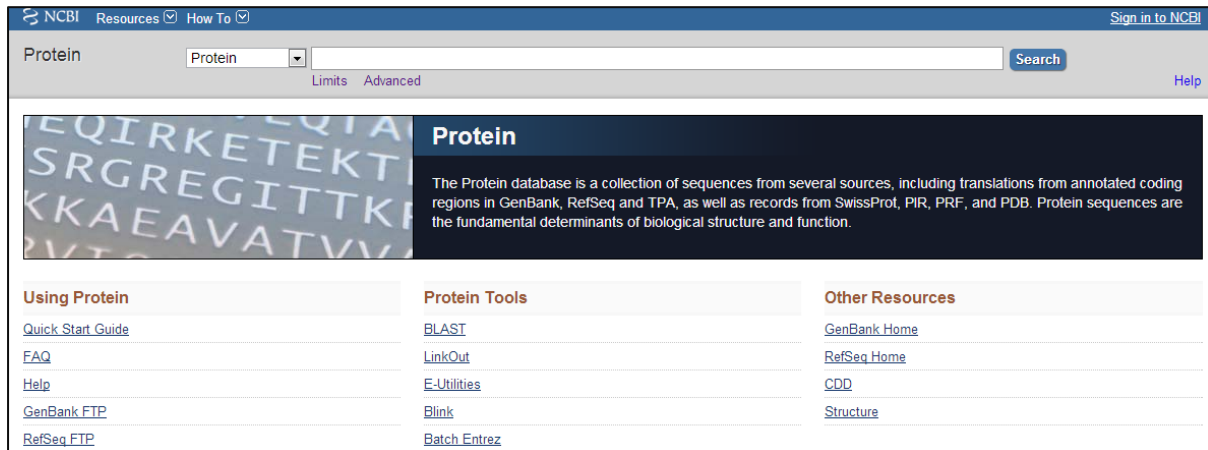 NCBI Resources How To Sign in to NCBI
Protein Protein Search
Limits Advanced Help
EQIRKETEKT
SRGREGITTK
KKAEAVATVV
Protein
The Protein database is a collection of sequences from several sources, including translations from annotated coding
regions in GenBank, RefSeq and TPA, as well as records from SwissProt, PIR, PRF, and PDB. Protein sequences are
the fundamental determinants of biological structure and function.
Using Protein Protein Tools Other Resources
Quick Start Guide BLAST GenBank Home
FAQ LinkOut RefSeq Home
Help E-Utilities CDD
GenBank FTP Blink Structure
RefSeq FTP Batch Entrez